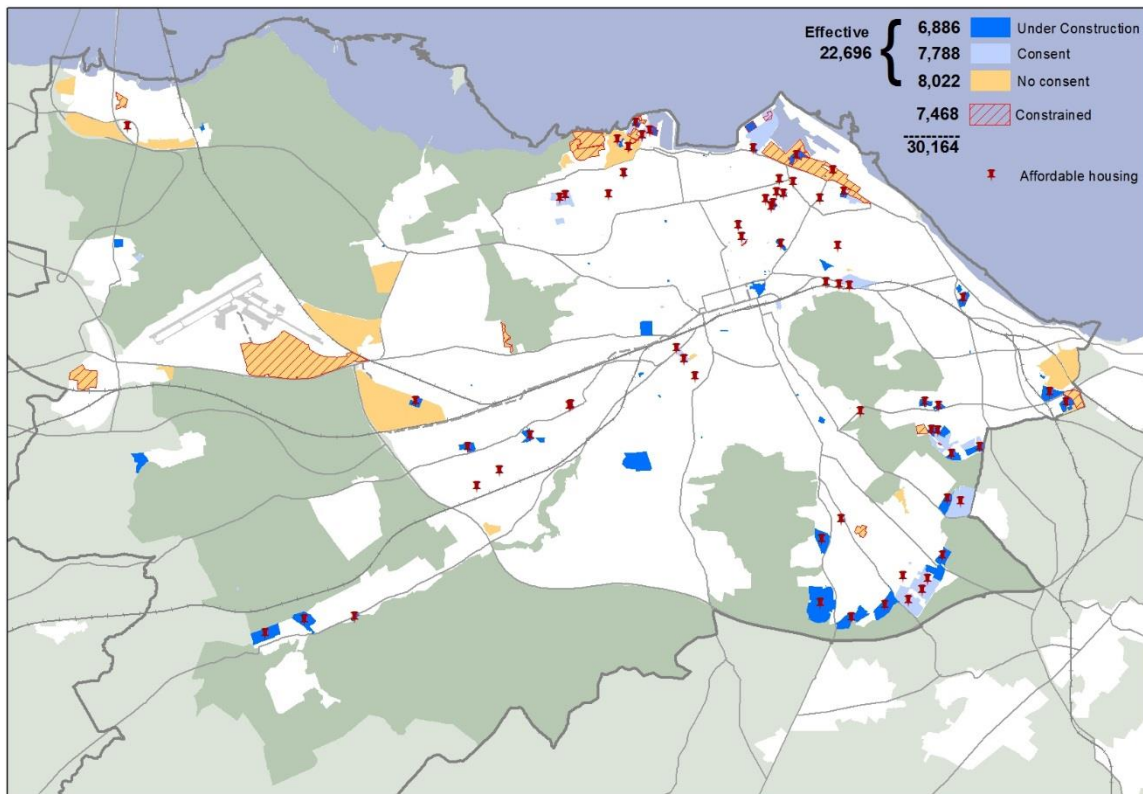 Effective
22,696
{
6,886 Under Construction
7,788 Consent
8,022 No consent
7,468 Constrained
----------
30,164
Affordable housing